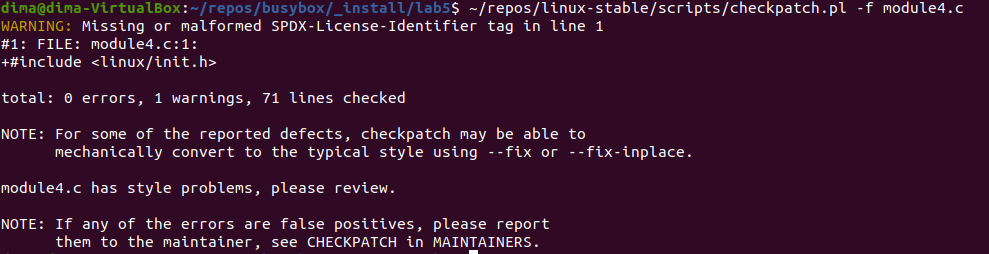 dima@dima-VirtualBox:~/repos/busybox/_install/lab5$ ~/repos/linux-stable/scripts/checkpatch.pl -f module4.c
WARNING: Missing or malformed SPDX-License-Identifier tag in line 1
#1: FILE: module4.c:1:
+#include <linux/init.h>
total: 0 errors, 1 warnings, 71 lines checked
NOTE: For some of the reported defects, checkpatch may be able to
mechanically convert to the typical style using --fix or --fix-inplace.
module4.c has style problems, please review.
NOTE: If any of the errors are false positives, please report
them to the maintainer, see CHECKPATCH in MAINTAINERS.